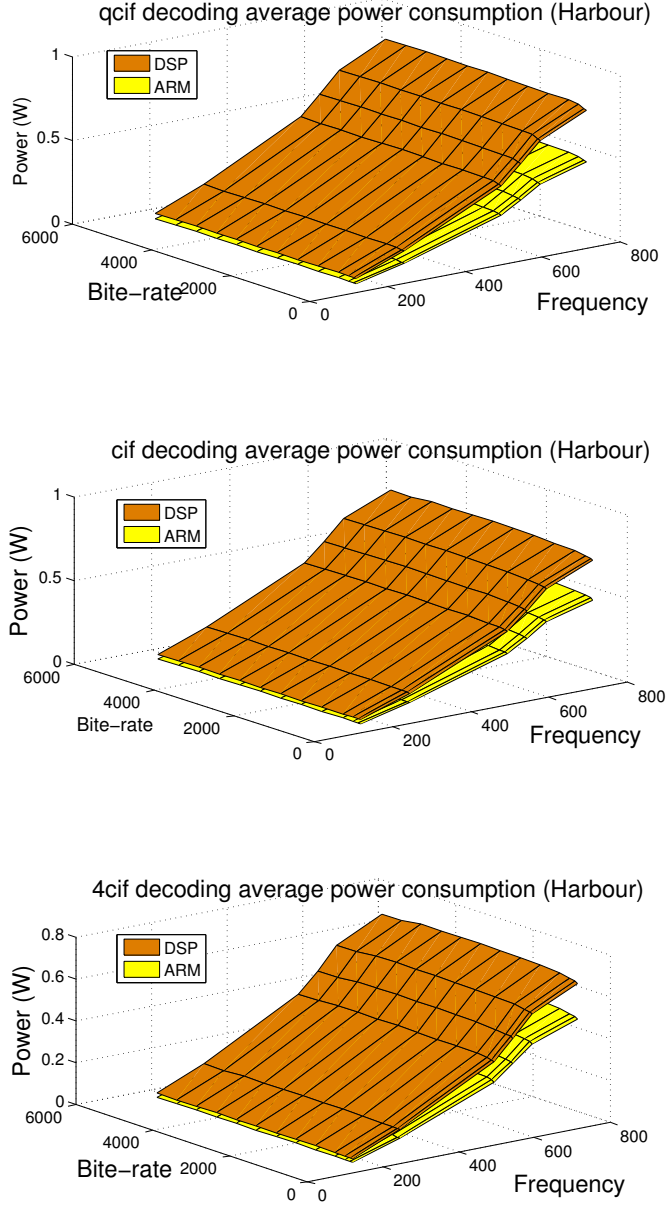 qcif decoding average power consumption (Harbour)
1
DSP
ARM
0.5
Power (W)
0
6000
4000
2000
0
Bite−rate
0
200
400
600
800
Frequency
cif decoding average power consumption (Harbour)
1
DSP
ARM
0.5
Power (W)
0
6000
4000
2000
0
Bite−rate
0
200
400
600
800
Frequency
4cif decoding average power consumption (Harbour)
0.8
DSP
ARM
0.6
0.4
0.2
0
Power (W)
6000
4000
2000
0
Bite−rate
0
200
400
600
800
Frequency